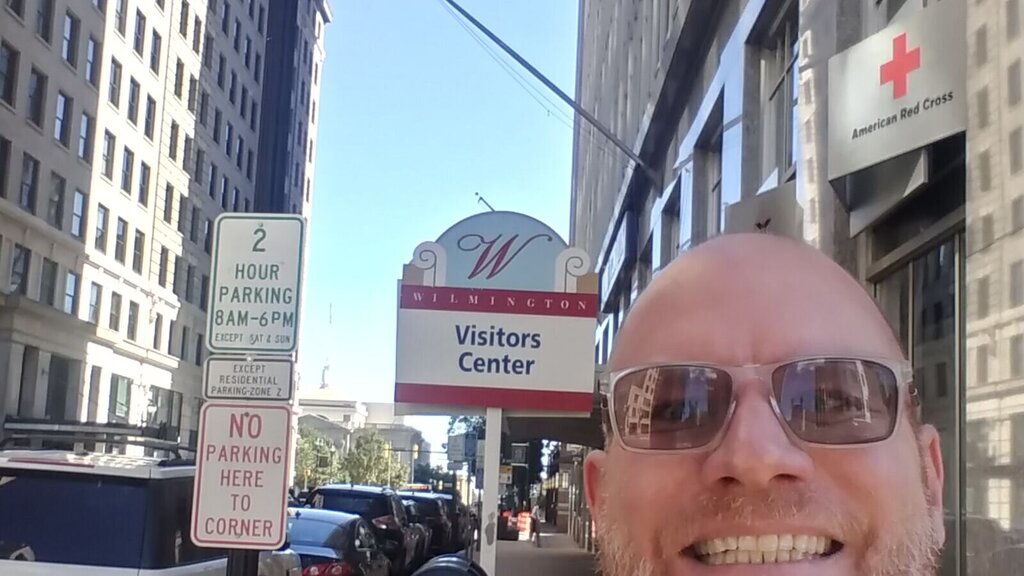 2
HOUR
PARKING
8AM-6PM
EXCEPT SAT & SUN
EXCEPT
RESIDENTIAL
PARKING-ZONE 2
NO
PARKING
HERE
TO
CORNER
W
WILMINGTON
Visitors
Center
American Red Cross